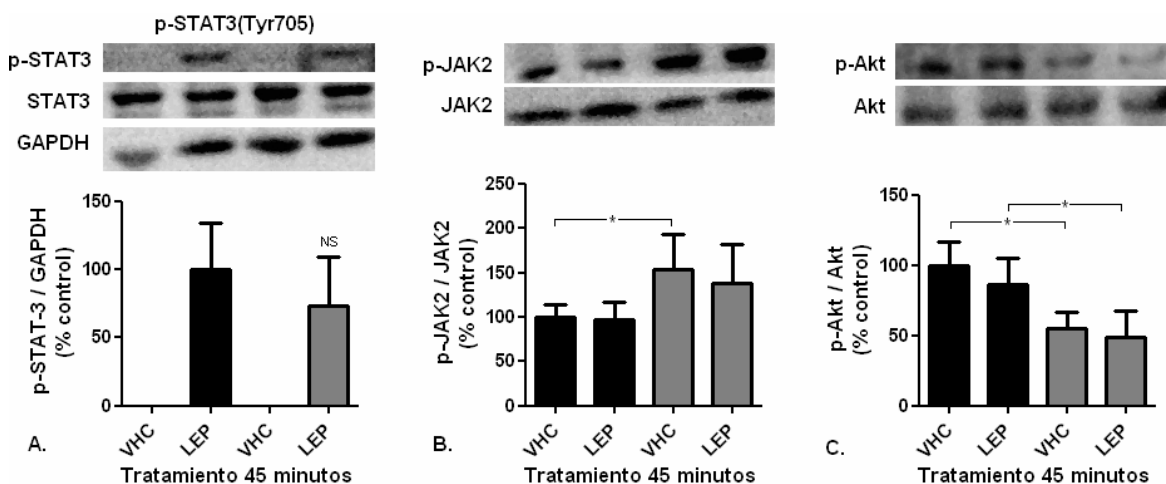 p-STAT3(Tyr705)
p-STAT3
STAT3
GAPDH
p-STAT-3 / GAPDH
(% control)
150
100
50
0
NS
VHC
LEP
VHC
LEP
A.
Tratamiento 45 minutos
p-JAK2
JAK2
p-JAK2 / JAK2
(% control)
250
200
150
100
50
0
*
VHC
LEP
VHC
LEP
B.
Tratamiento 45 minutos
p-Akt
Akt
p-Akt / Akt
(% control)
150
100
50
0
*
*
VHC
LEP
VHC
LEP
C.
Tratamiento 45 minutos